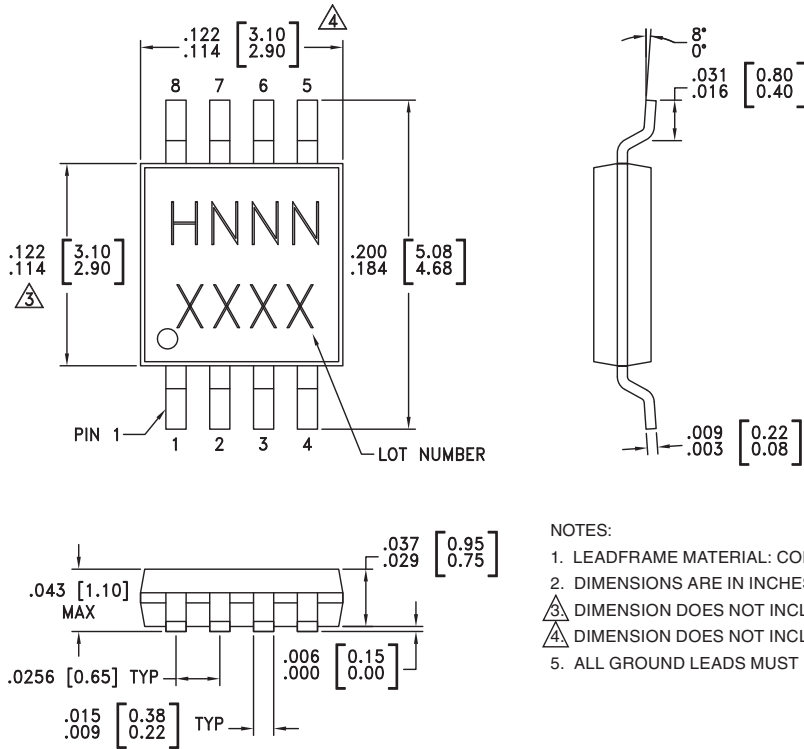 .122 [3.10]
.114 [2.90]
4
8 7 6 5
8°
0°
.031 [0.80]
.016 [0.40]
HNNN
XXXX
.122 [3.10]
.114 [2.90]
3
.200 [5.08]
.184 [4.68]
PIN 1
1 2 3 4
LOT NUMBER
.009 [0.22]
.003 [0.08]
.037 [0.95]
.029 [0.75]
.043 [1.10]
MAX
.0256 [0.65] TYP
.006 [0.15]
.000 [0.00]
.015 [0.38]
.009 [0.22]
TYP
NOTES:
1. LEADFRAME MATERIAL:
2. DIMENSIONS ARE IN INCHES
3. DIMENSION DOES NOT
4. DIMENSION DOES NOT
5. ALL GROUND LEADS MUST